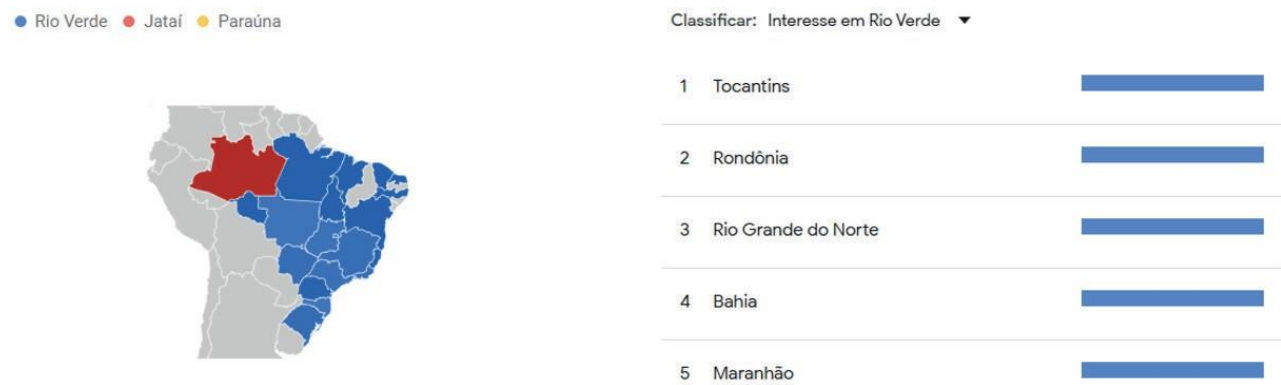 Rio Verde Jataí Paraúna
Classificar: Interesse em Rio Verde
1 Tocantins
2 Rondônia
3 Rio Grande do Norte
4 Bahia
5 Maranhão